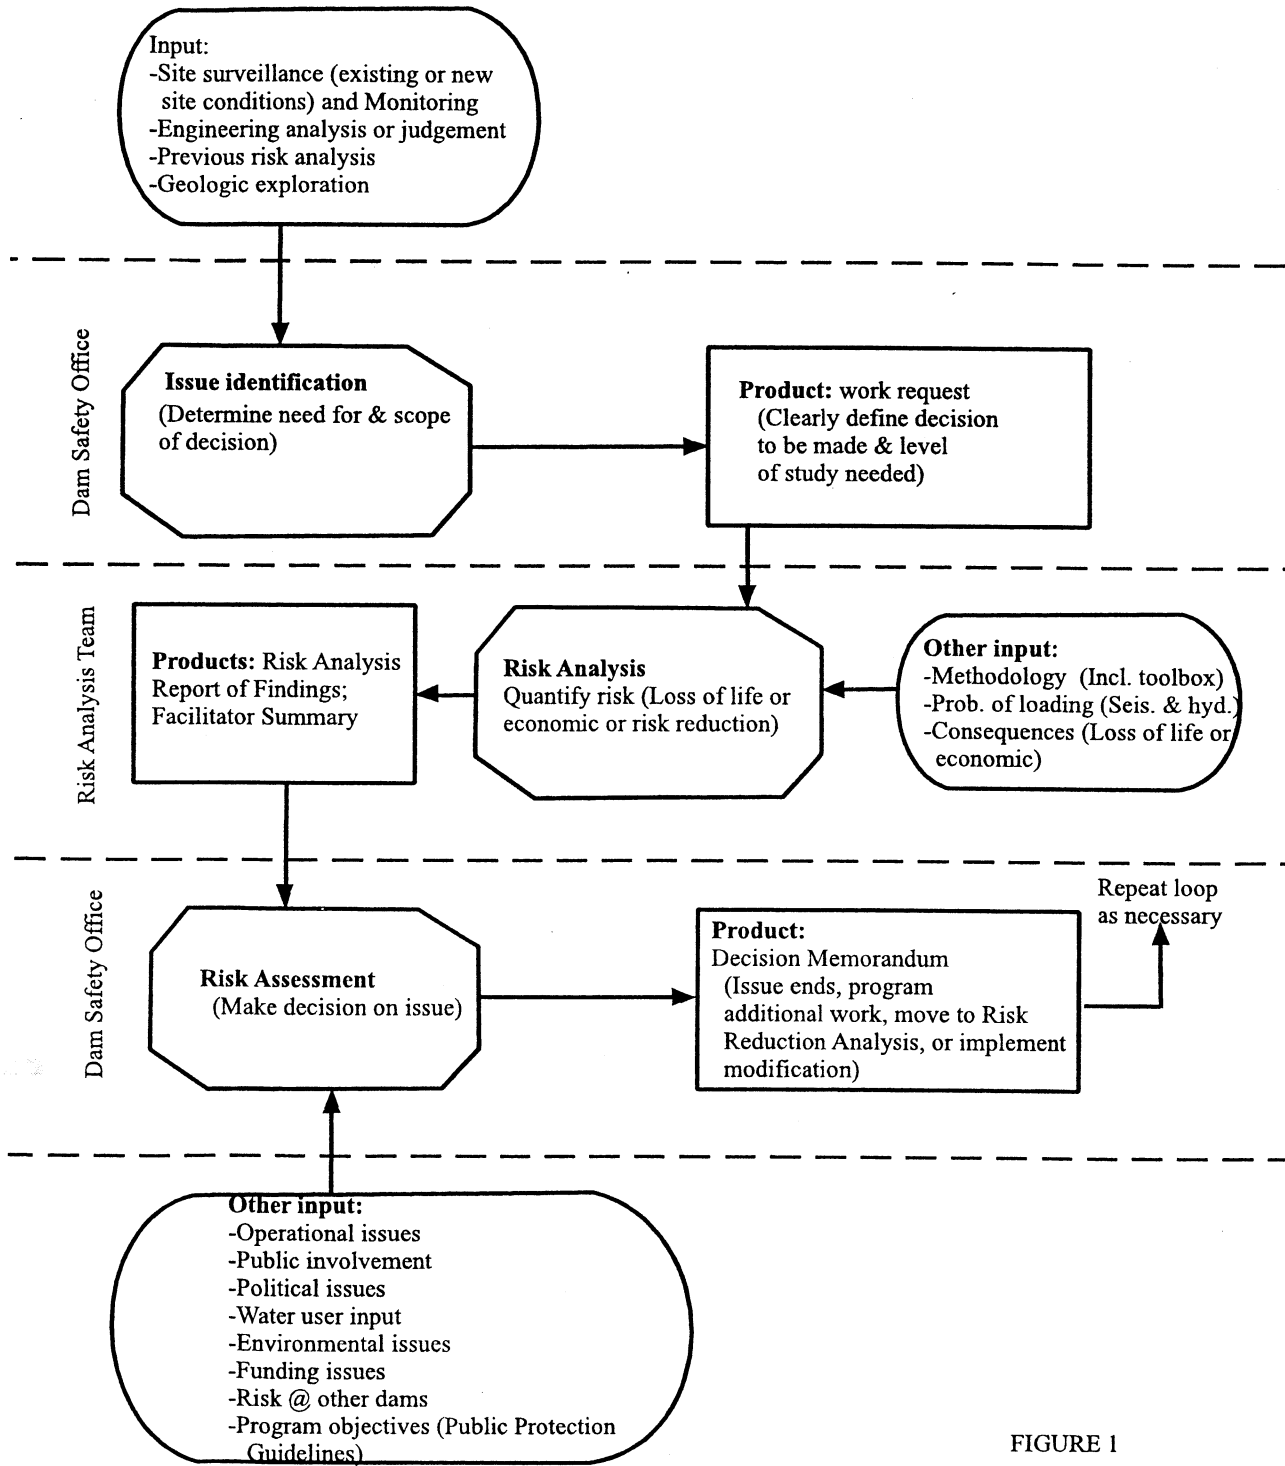 Input:
-Site surveillance (existing or new
site conditions) and Monitoring
-Engineering analysis or judgement
-Previous risk analysis
-Geologic exploration
Dam Safety Office
Issue identification
(Determine need for & scope
of decision)
Product: work request
(Clearly define decision
to be made & level
of study needed)
Risk Analysis Team
Products: Risk Analysis
Report of Findings;
Facilitator Summary
Risk Analysis
Quantify risk (Loss of life or
economic or risk reduction)
Other input:
-Methodology (Incl. toolbox)
-Prob. of loading (Seis. & hyd.)
-Consequences (Loss of life or
economic)
Dam Safety Office
Risk Assessment
(Make decision on issue)
Product:
Decision Memorandum
(Issue ends, program
additional work, move to Risk
Reduction Analysis, or implement
modification)
Repeat loop
as necessary
Other input:
-Operational issues
-Public involvement
-Political issues
-Water user input
-Environmental issues
-Funding issues
-Risk @ other dams
-Program objectives (Public Protection
Guidelines)
FIGURE 1